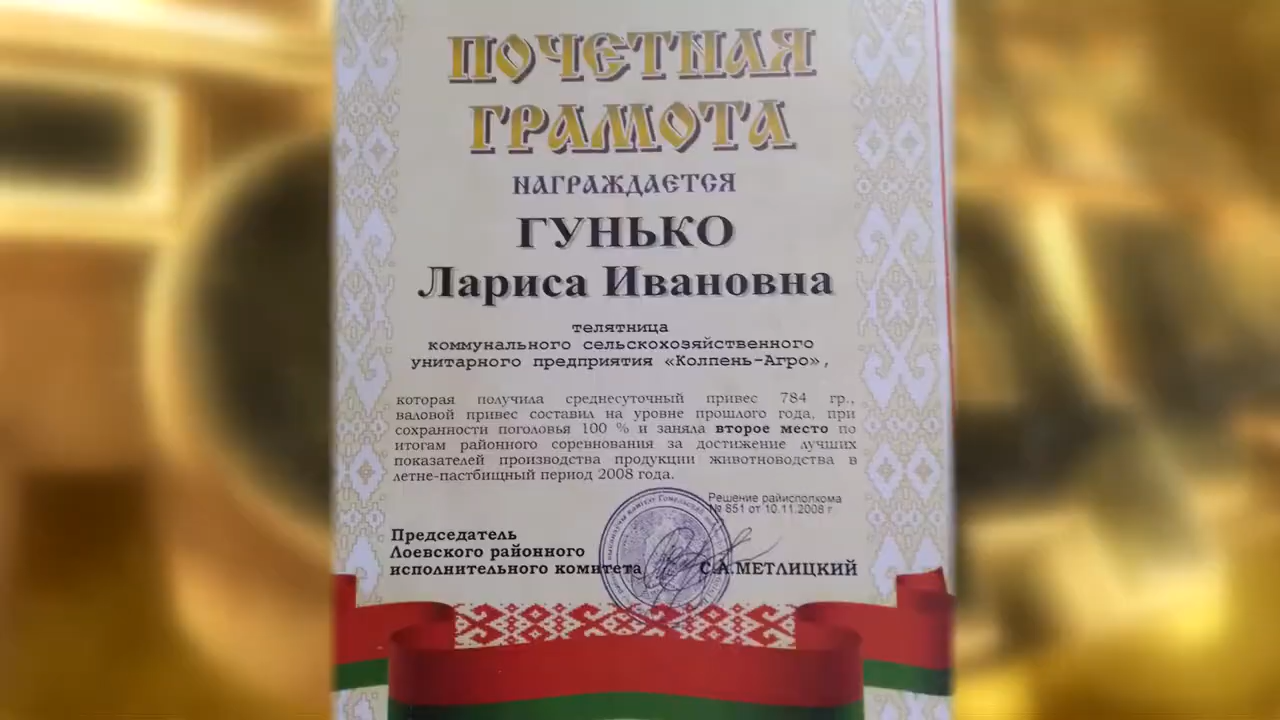 ПОЧЕТНАЯ
ГРАМОТА
НАГРАЖДАЕТСЯ
ГУНЬКО
Лариса Ивановна
телятница
коммунального сельскохозяйственного
унитарного предприятия «Колпень-Агро»,
которая получила среднесуточный привес 784 гр.,
валовой привес составил на уровне прошлого года, при
сохранности поголовья 100 % и заняла второе место по
итогам районного соревнования за достижение лучших
показателей производства продукции животноводства в
летне-пастбищный период 2008 года.
Решение райисполкома
№ 851 от 10.11.2008 г
Председатель
Лоевского районного
исполнительного комитета
С.А.МЕТЛИЦКИЙ